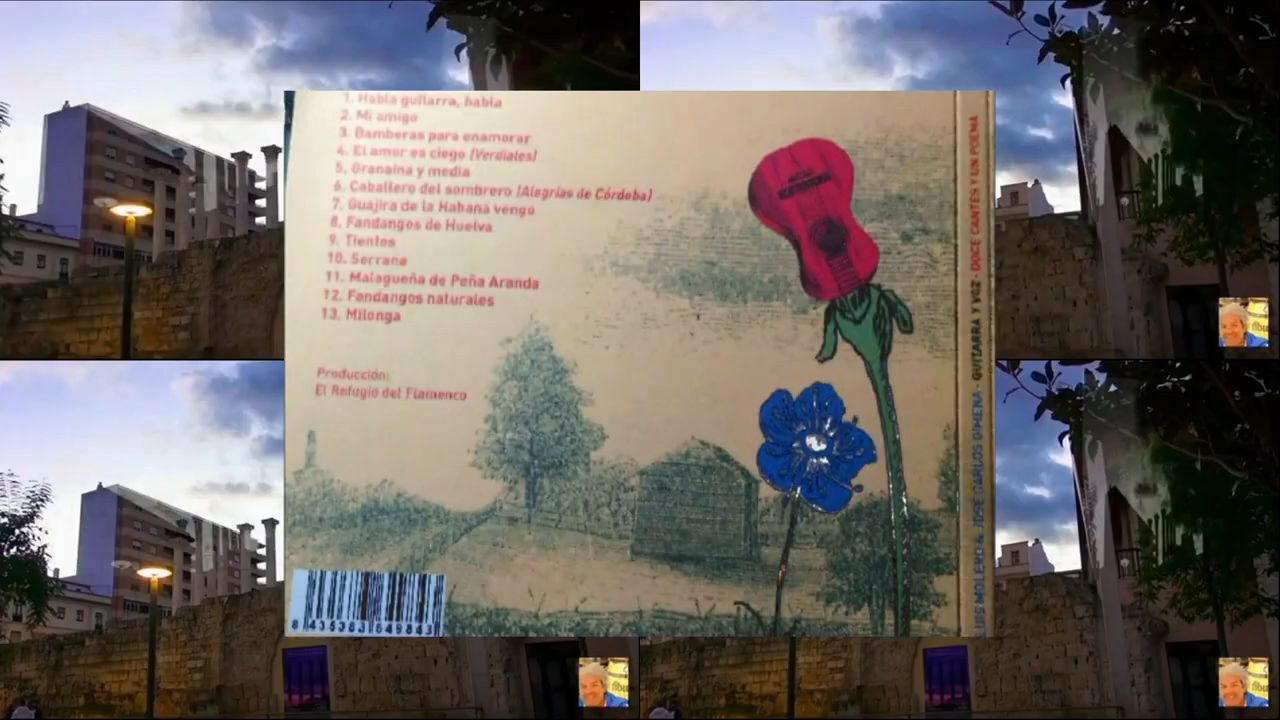 1. Habla guitarra, habla
2. Mi amigo
3. Bamberas para enamorar
4. El amor es ciego (Verdiales)
5. Granaína y media
6. Caballero del sombrero (Alegrías de Córdoba)
7. Guajira de la Habana vengo
8. Fandangos de Huelva
9. Tientos
10. Serrana
11. Malagueña de Peña Aranda
12. Fandangos naturales
13. Milonga
Producción:
El Refugio del Flamenco
LUIS MOLERO & JOSE CARLOS GIMENA - GUITARRA Y VOZ - DOCE CANTES Y UN POEMA